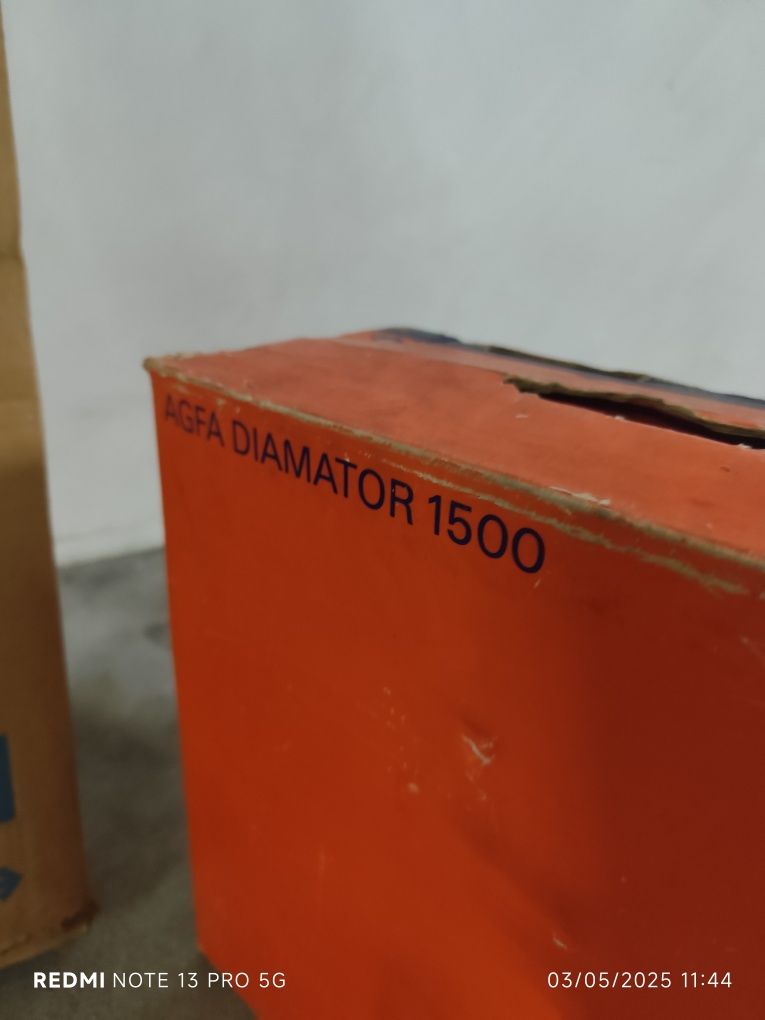 AGFA DIAMATOR 1500
REDMI NOTE 13 PRO 5G
03/05/2025 11:44